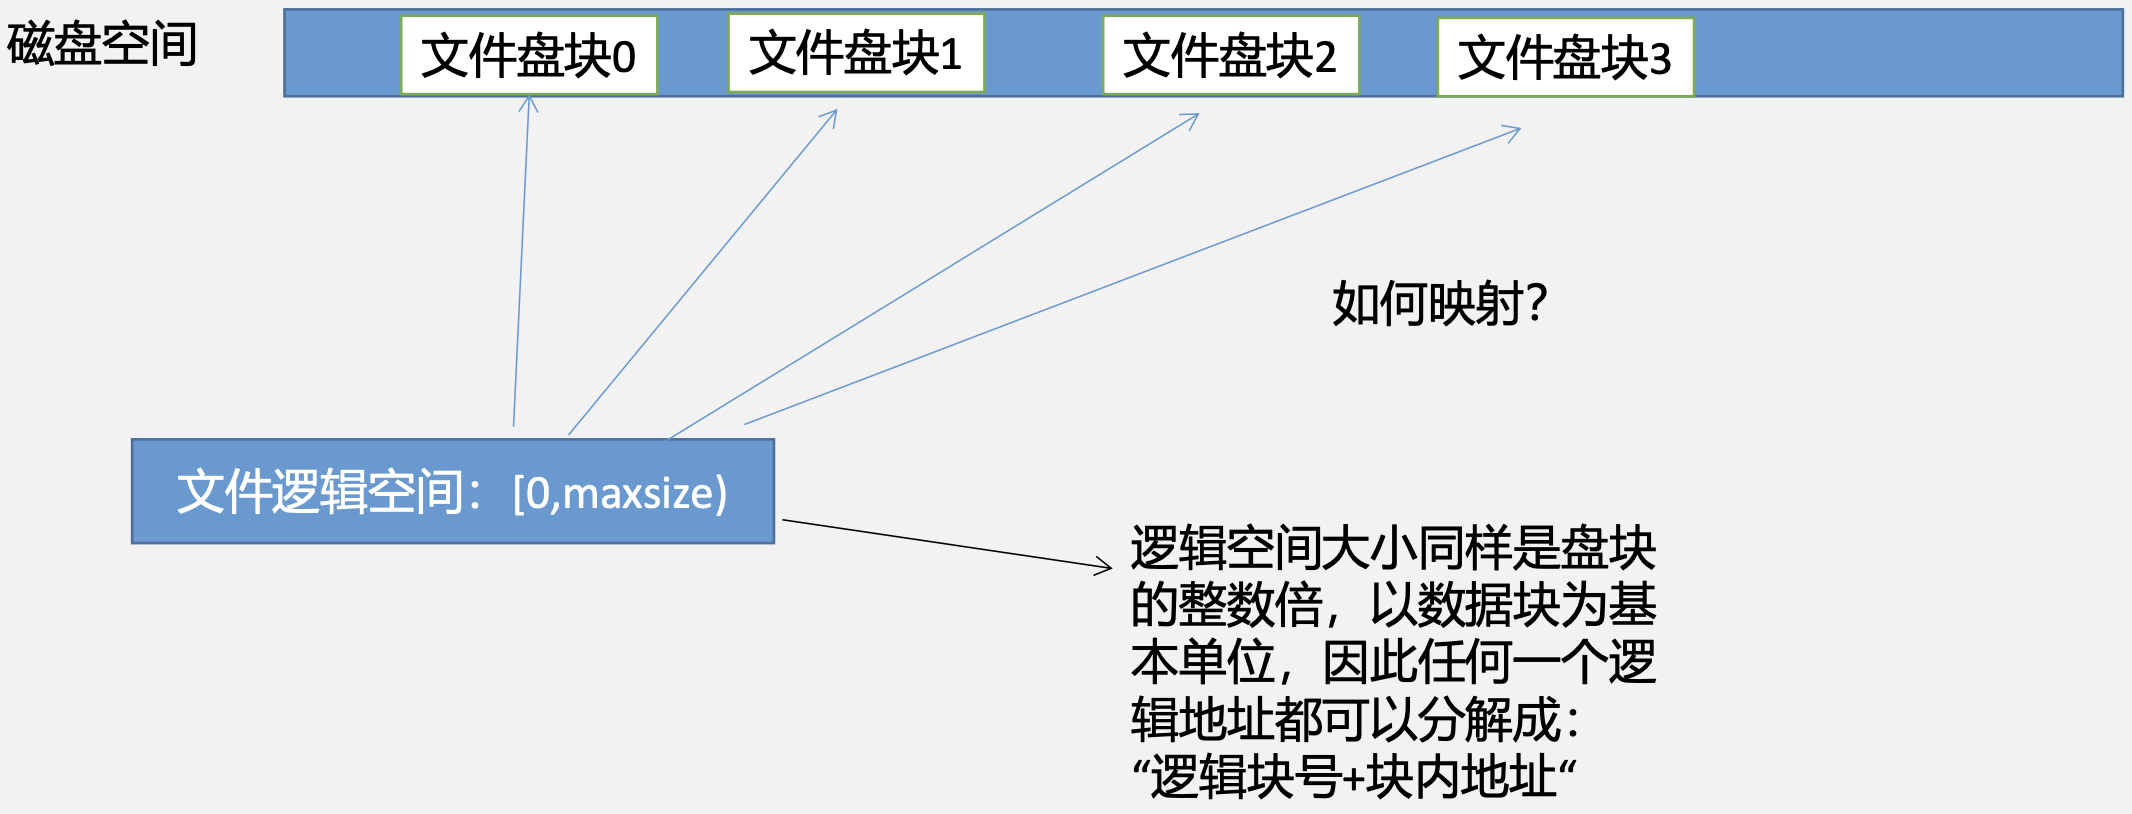 磁盘空间
文件盘块0
文件盘块1
文件盘块2
文件盘块3
如何映射？
文件逻辑空间：[0,maxsize)
逻辑空间大小同样是盘块
的整数倍，以数据块为基
本单位，因此任何一个逻
辑地址都可以分解成：
“逻辑块号+块内地址“